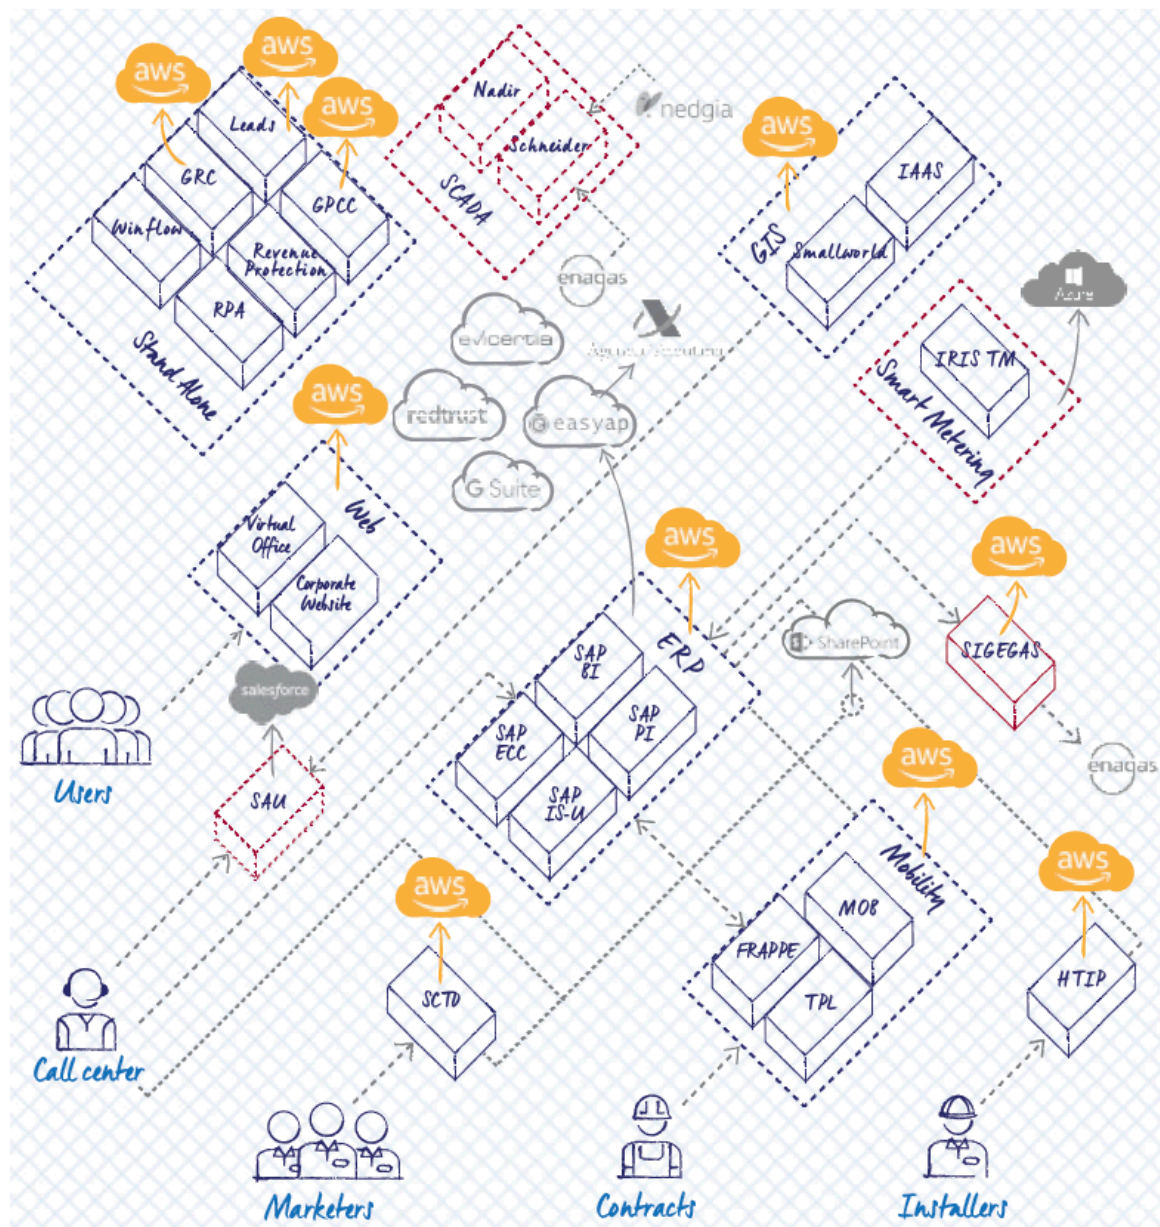 aws
aws
aws
Leads
GRC
GPCC
Winflow
Revenue
Protection
RPA
Stand Alone
Nadir
Schneider
SCADA
nedgia
enagas
aws
IAAS
GIS
Smallworld
Azure
IRIS TM
Smart Metering
evicertia
redtrust
easyap
G Suite
aws
Web
Virtual
Office
Corporate
Website
aws
ERP
SAP
BI
SAP
PI
SAP
ECC
SAP
IS-U
aws
SIGEGAS
enagas
SharePoint
salesforce
SAU
Users
aws
Mobility
MOB
FRAPPE
TPL
aws
HTIP
aws
SCTD
Call center
Marketers
Contracts
Installers